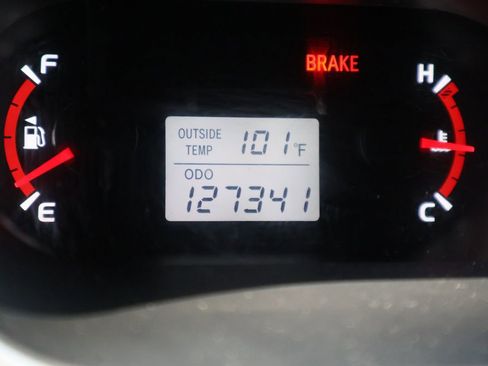 F
BRAKE
H
OUTSIDE TEMP 101°F
ODO
127341
E
C